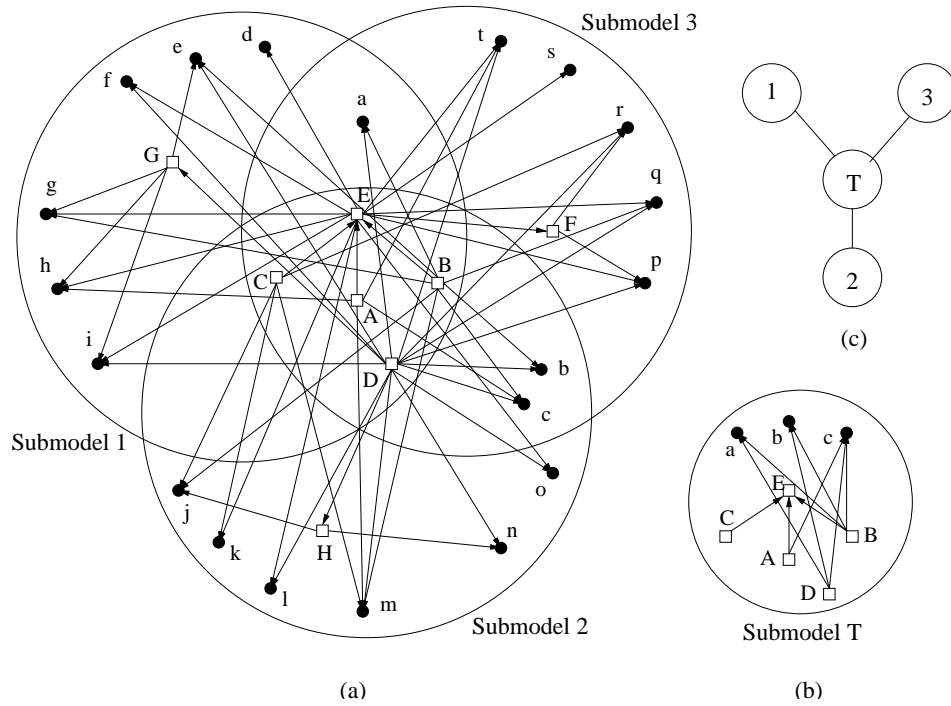 Submodel 3
d
t
e
s
f
a
1
3
r
G
T
g
E
q
F
B
C
h
p
2
A
i
D
b
(c)
c
Submodel 1
b
a
c
o
E
j
C
B
n
H
k
A
l
m
D
Submodel 2
Submodel T
(a)
(b)